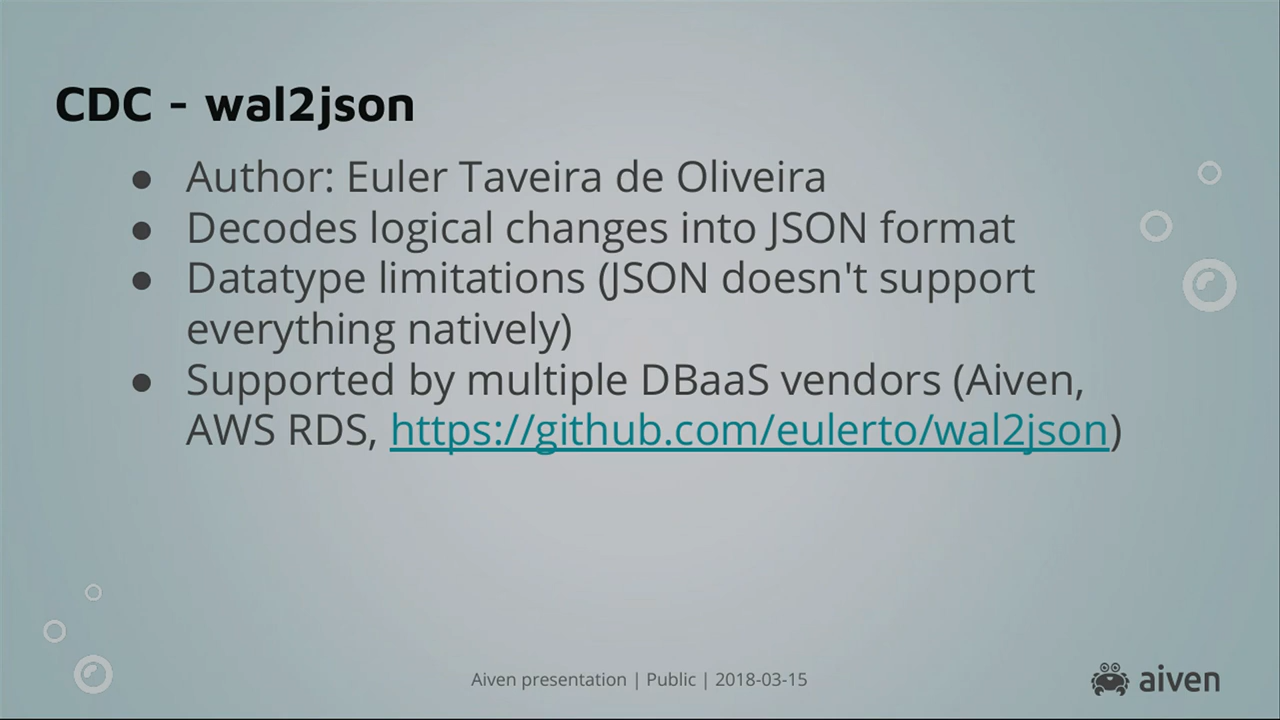 CDC - wal2json
● Author: Euler Taveira de Oliveira
● Decodes logical changes into JSON format
● Datatype limitations (JSON doesn't support
everything natively)
● Supported by multiple DBaaS vendors (Aiven,
AWS RDS, https://github.com/eulerto/wal2json)
Aiven presentation | Public | 2018-03-15
aiven